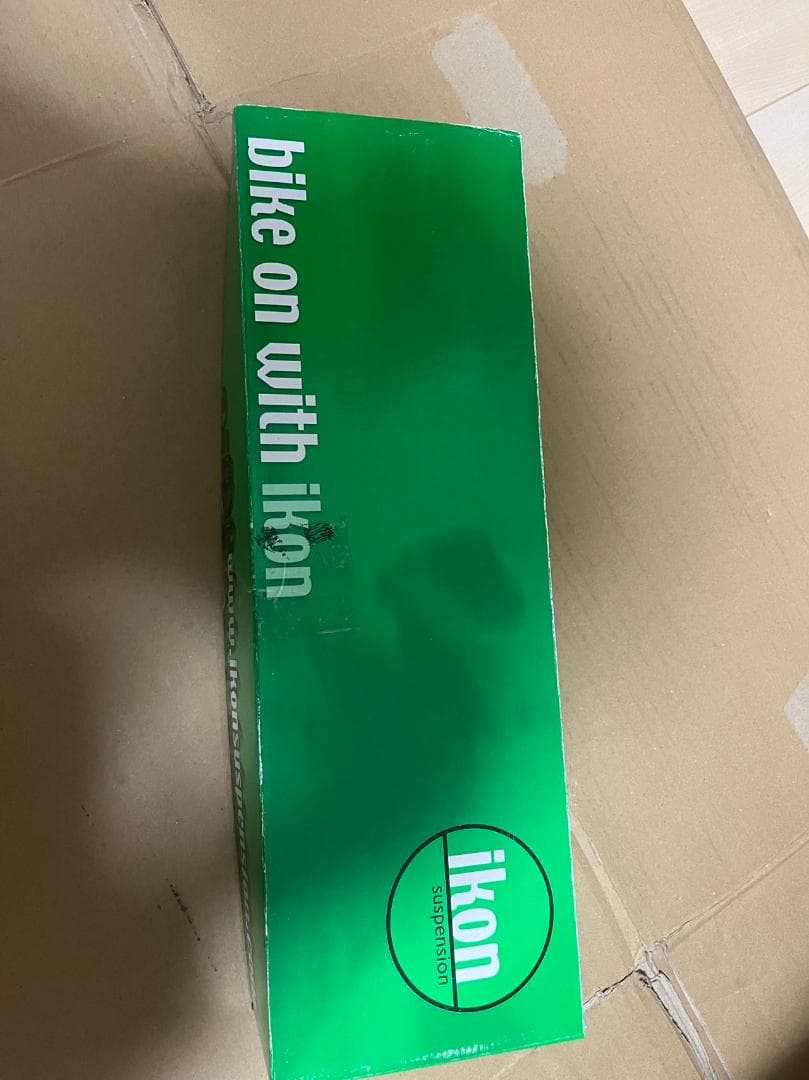 bike on with ikon
ikon
suspension